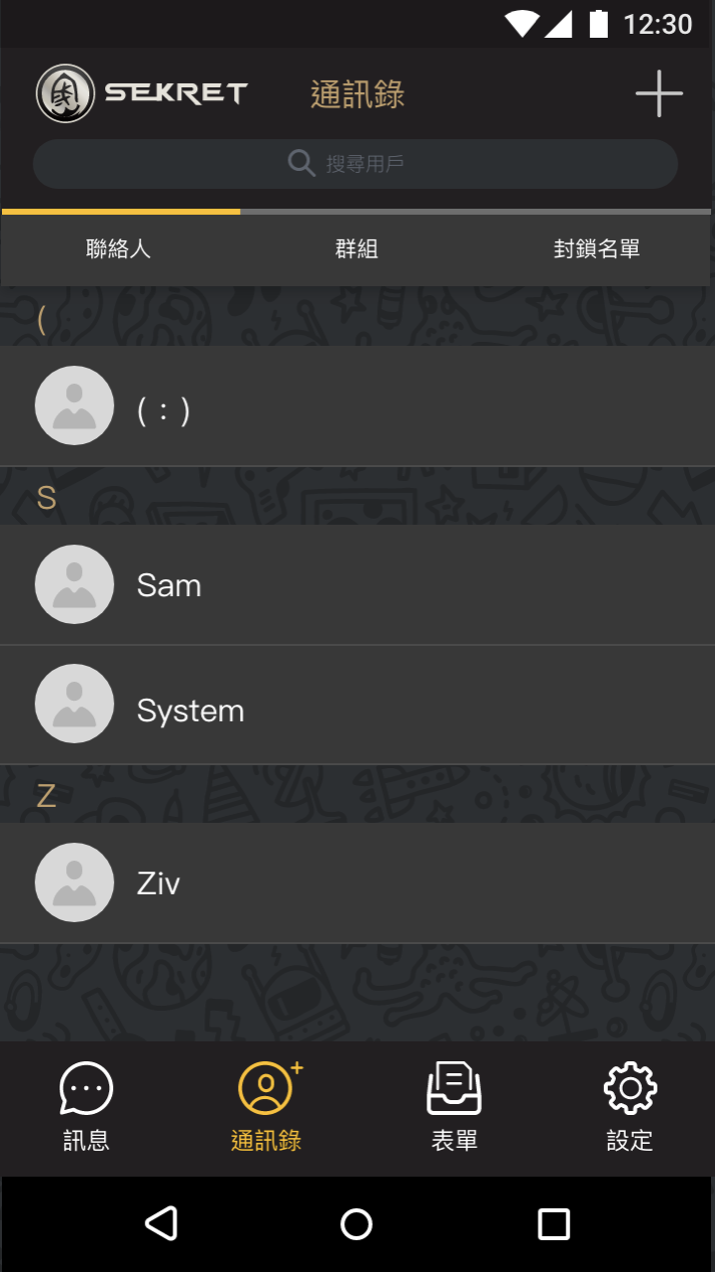 12:30
SEKRET
通訊錄
搜尋用戶
聯絡人
群組
封鎖名單
(
( : )
S
Sam
System
Z
Ziv
訊息
通訊錄
表單
設定